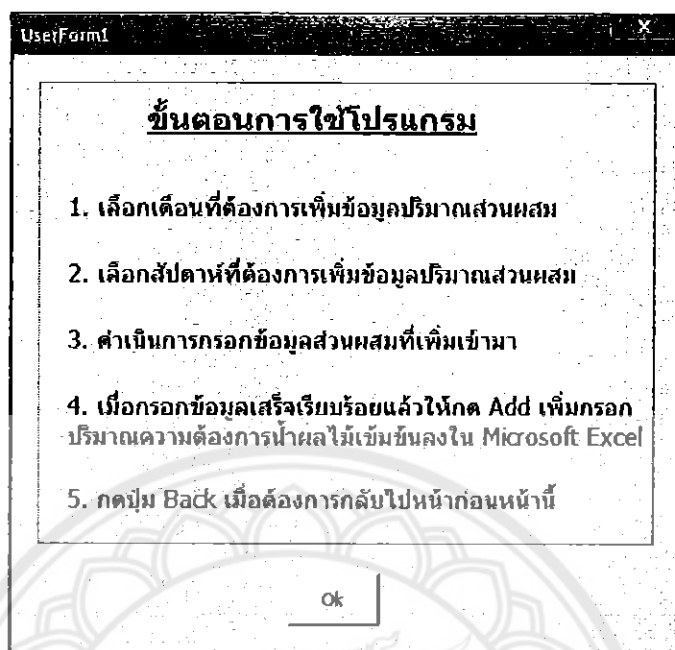 UserForm1
X
ขั้นตอนการใช้โปรแกรม
1. เลือกเดือนที่ต้องการเพิ่มข้อมูลปริมาณส่วนผสม
2. เลือกสัปดาห์ที่ต้องการเพิ่มข้อมูลปริมาณส่วนผสม
3. ดำเนินการกรอกข้อมูลส่วนผสมที่เพิ่มเข้ามา
4. เมื่อกรอกข้อมูลเสร็จเรียบร้อยแล้วให้กด Add เพิ่มกรอก
ปริมาณความต้องการน้ำผลไม้เข้มข้นลงใน Microsoft Excel
5. กดปุ่ม Back เมื่อต้องการกลับไปหน้าก่อนหน้านี้
Ok